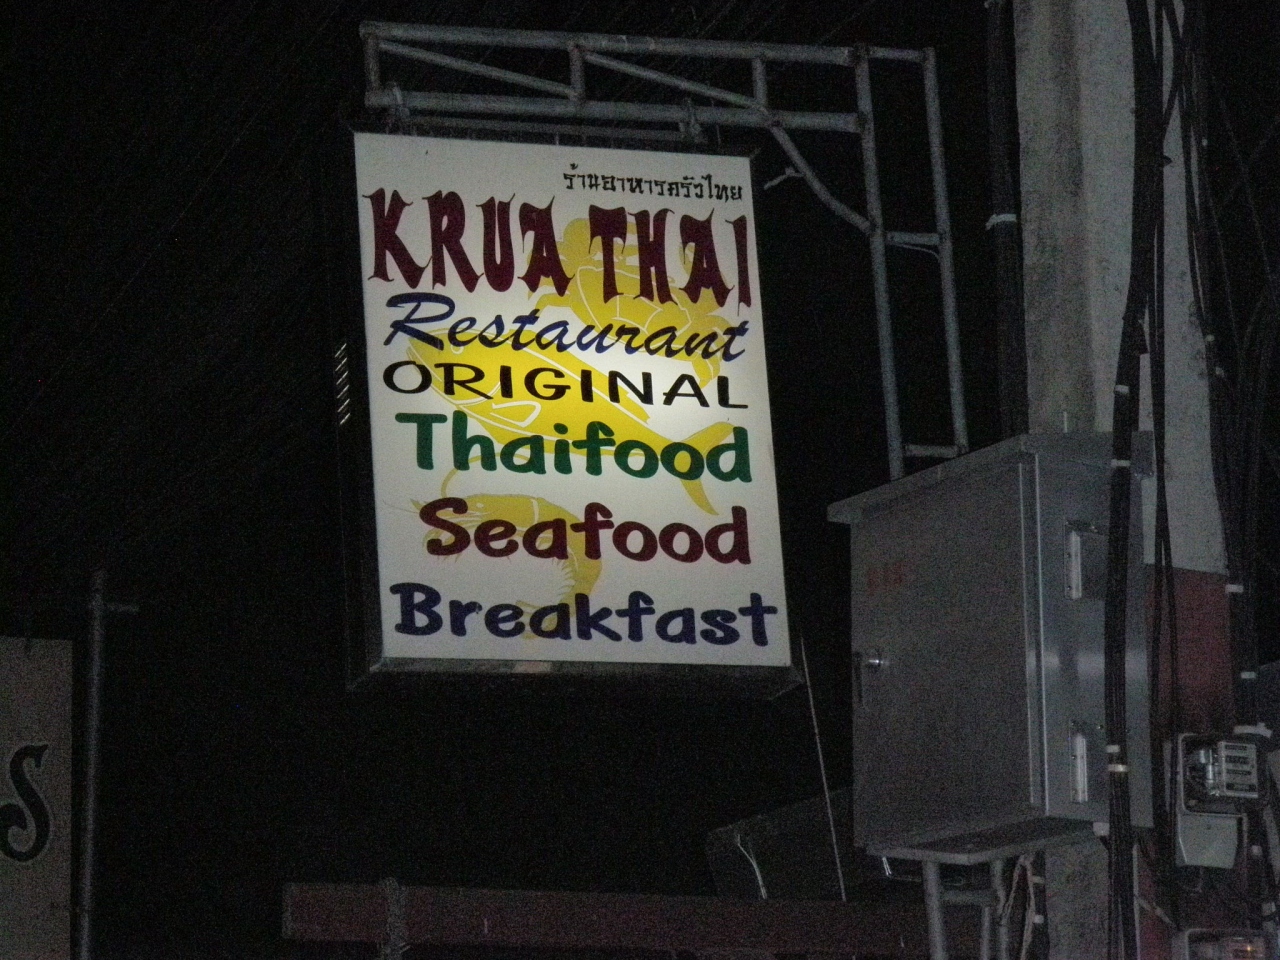 ร้านอาหารครัวไทย
KRUA THAI
Restaurant
ORIGINAL
Thaifood
Seafood
Breakfast
S